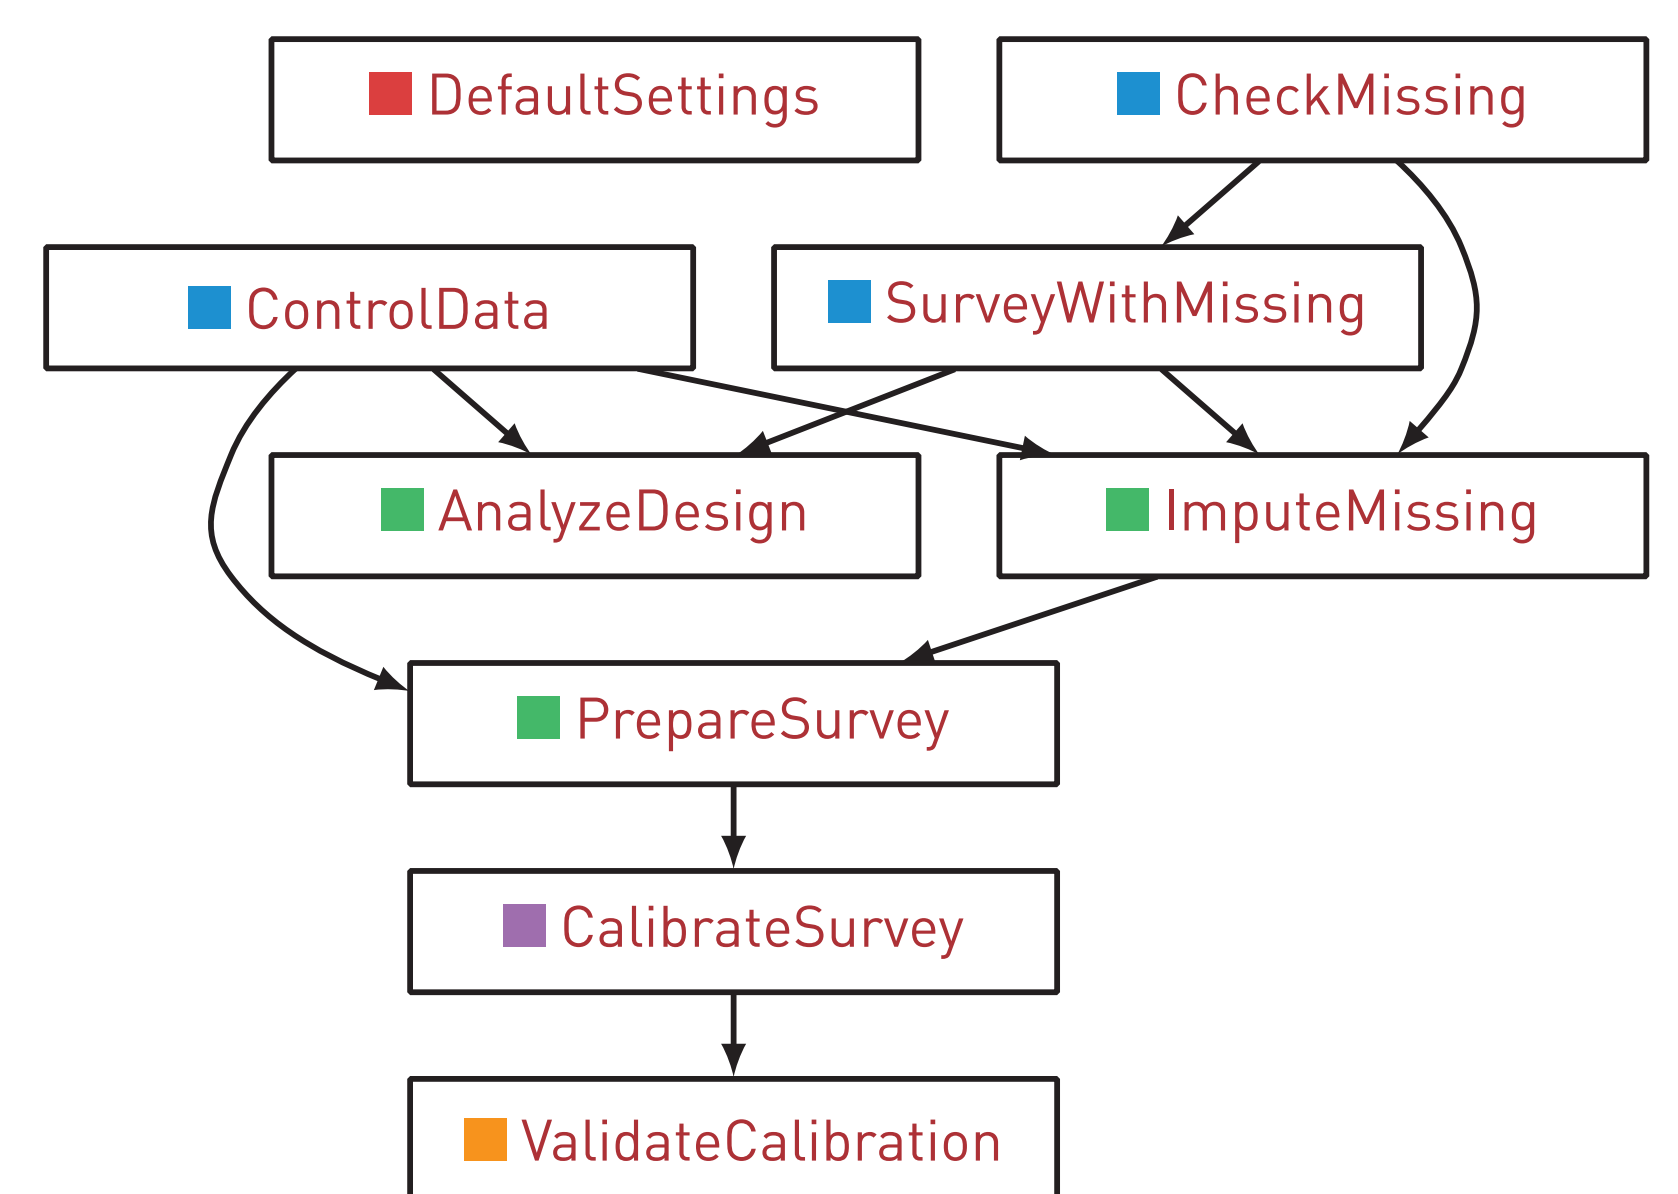 DefaultSettings
CheckMissing
ControlData
SurveyWithMissing
AnalyzeDesign
ImputeMissing
PrepareSurvey
CalibrateSurvey
ValidateCalibration